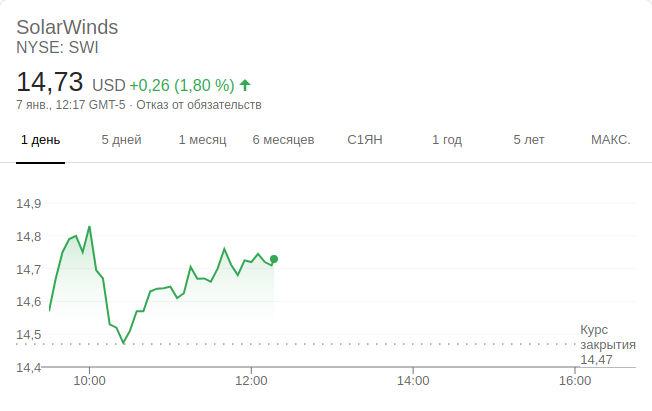 SolarWinds
NYSE: SWI
14,73 USD +0,26 (1,80 %)
7 янв., 12:17 GMT-5 · Отказ от обязательств
1 день 5 дней 1 месяц 6 месяцев С1ЯН 1 год 5 лет МАКС.
14,9
14,8
14,7
14,6
14,5
14,4
Курс
закрытия
14,47
10:00 12:00 14:00 16:00